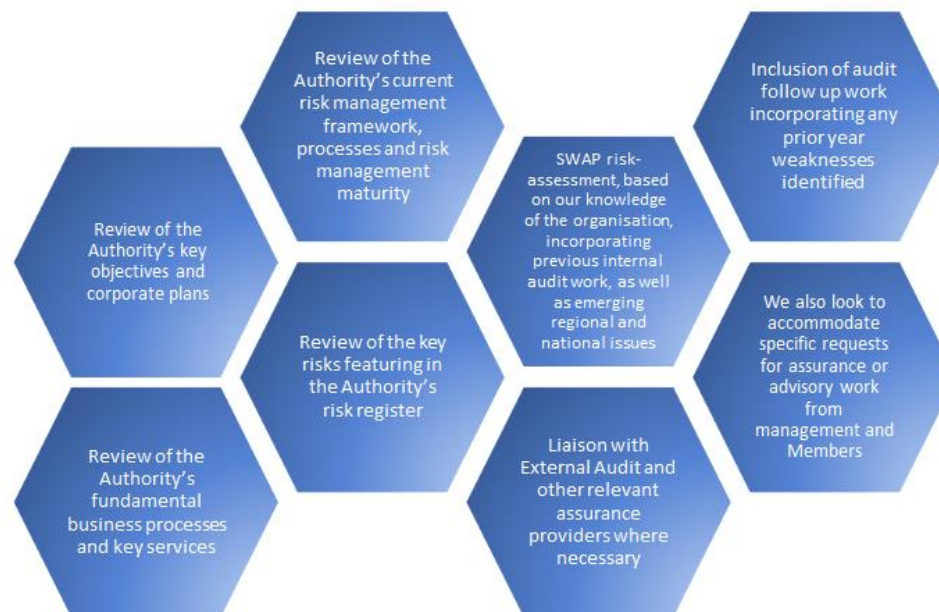 Review of the
Authority's key
objectives and
corporate plans
Review of the
Authority's
fundamental
business processes
and key services
Review of the
Authority's current
risk management
framework,
processes and risk
management
maturity
Review of the key
risks featuring in
the Authority's
risk register
SWAP risk-
assessment, based
on our knowledge
of the organisation,
incorporating
previous internal
audit work, as well
as emerging
regional and
national issues
Liaison with
External Audit and
other relevant
assurance
providers where
necessary
Inclusion of audit
follow up work
incorporating any
prior year
weaknesses
identified
We also look to
accommodate
specific requests
for assurance or
advisory work
from
management and
Members